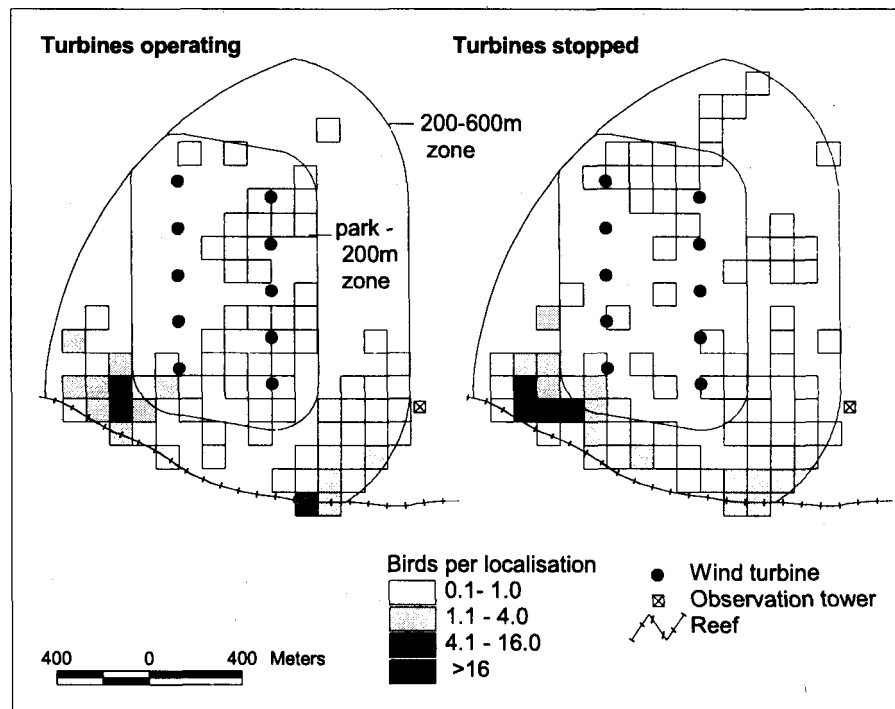 Turbines operating
Turbines stopped
200-600m
zone
park -
200m
zone
Birds per localisation
0.1- 1.0
1.1 - 4.0
4.1 - 16.0
>16
Wind turbine
Observation tower
Reef
400 0 400 Meters